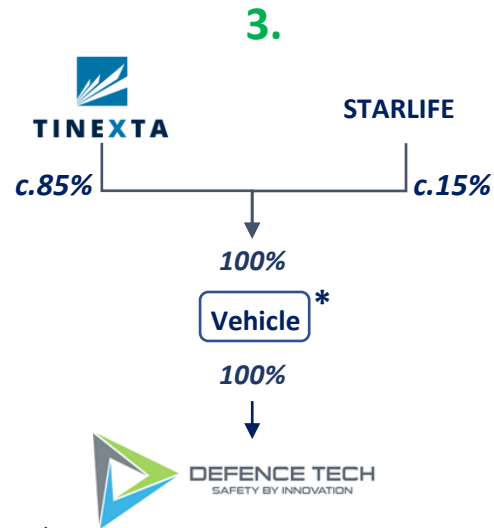 3.
TINEXTA
STARLIFE
c.85%
c.15%
100%
Vehicle *
100%
DEFENCE TECH
SAFETY BY INNOVATION